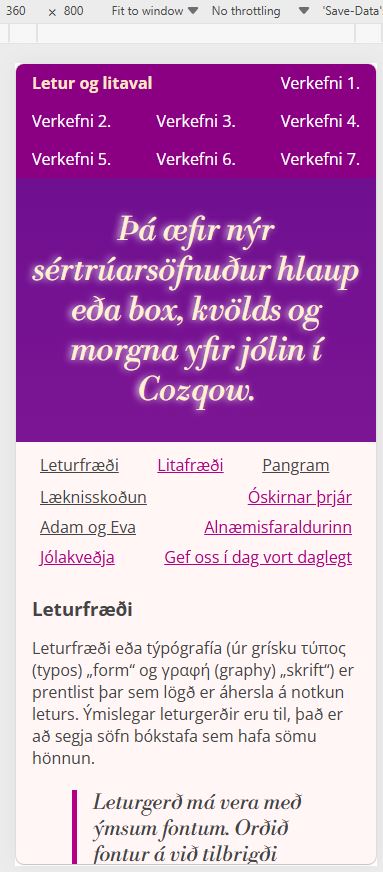 360 × 800 Fit to window No throttling 'Save-Data'
Letur og litaval Verkefni 1.
Verkefni 2. Verkefni 3. Verkefni 4.
Verkefni 5. Verkefni 6. Verkefni 7.
Þá æfir nýr
sértrúarsöfnuður hlaup
eða box, kvölds og
morgna yfir jólin í
Cozqow.
Leturfræði Litafræði Pangram
Læknisskoðun Óskirnar þrjár
Adam og Eva Alnæmisfaraldurinn
Jólakveðja Gef oss í dag vort daglegt
Leturfræði
Leturfræði eða týpógrafía (úr grísku τύπος
(typos) „form“ og γραφή (graphy) „skrift“) er
prentlist þar sem lögð er áhersla á notkun
leturs. Ýmislegar leturgerðir eru til, það er
að segja söfn bókstafa sem hafa sömu
hönnun.
Leturgerð má vera með
ýmsum fontum. Orðið
fontur á við tilbrigði